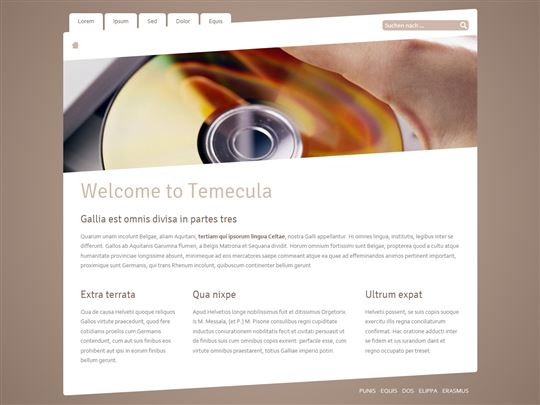 Lorem Ipsum Sed Dolor Equis
Suchen nach ...
Welcome to Temecula
Gallia est omnis divisa in partes tres
Quarum unam incolunt Belgae, aliam Aquitani, tertiam qui ipsorum lingua Celtae, nostra Galli appellantur. Hi omnes lingua, institutis, legibus inter se
differunt. Gallos ab Aquitanis Garumna flumen, a Belgis Matrona et Sequana dividit. Horum omnium fortissimi sunt Belgae, propterea quod a cultu atque
humanitate provinciae longissime absunt, minimeque ad eos mercatores saepe commeant atque ea quae ad effeminandos animos pertinent important,
proximique sunt Germanis, qui trans Rhenum incolunt, quibuscum continenter bellum gerunt.
Extra terrata
Cua de causa Helvetii quoque reliquos
Gallos virtute praecedunt, quod fere
cotidianis proeliis cum Germanis
contendunt, cum aut suis finibus eos
prohibent aut ipsi in eorum finibus
bellum gerunt.
Qua nixpe
Apud Helvetios longe nobilissimus fuit et ditissimus Orgetorix.
Is M. Messala, [et P.] M. Pisone consulibus regni cupiditate
inductus coniurationem nobilitatis fecit et civitati persuasit ut
de finibus suis cum omnibus copiis exirent: perfacile esse, cum
virtute omnibus praestarent, totius Galliae imperio potiri.
Ultrum expat
Helvetii possent, se suis copiis suoque
exercitu illis regna conciliaturum
confirmat. Hac oratione adducti inter
se fidem et ius iurandum dant et
regno occupato per treset.
PUNIS EQUIS DOS ELIPPA ERASMUS